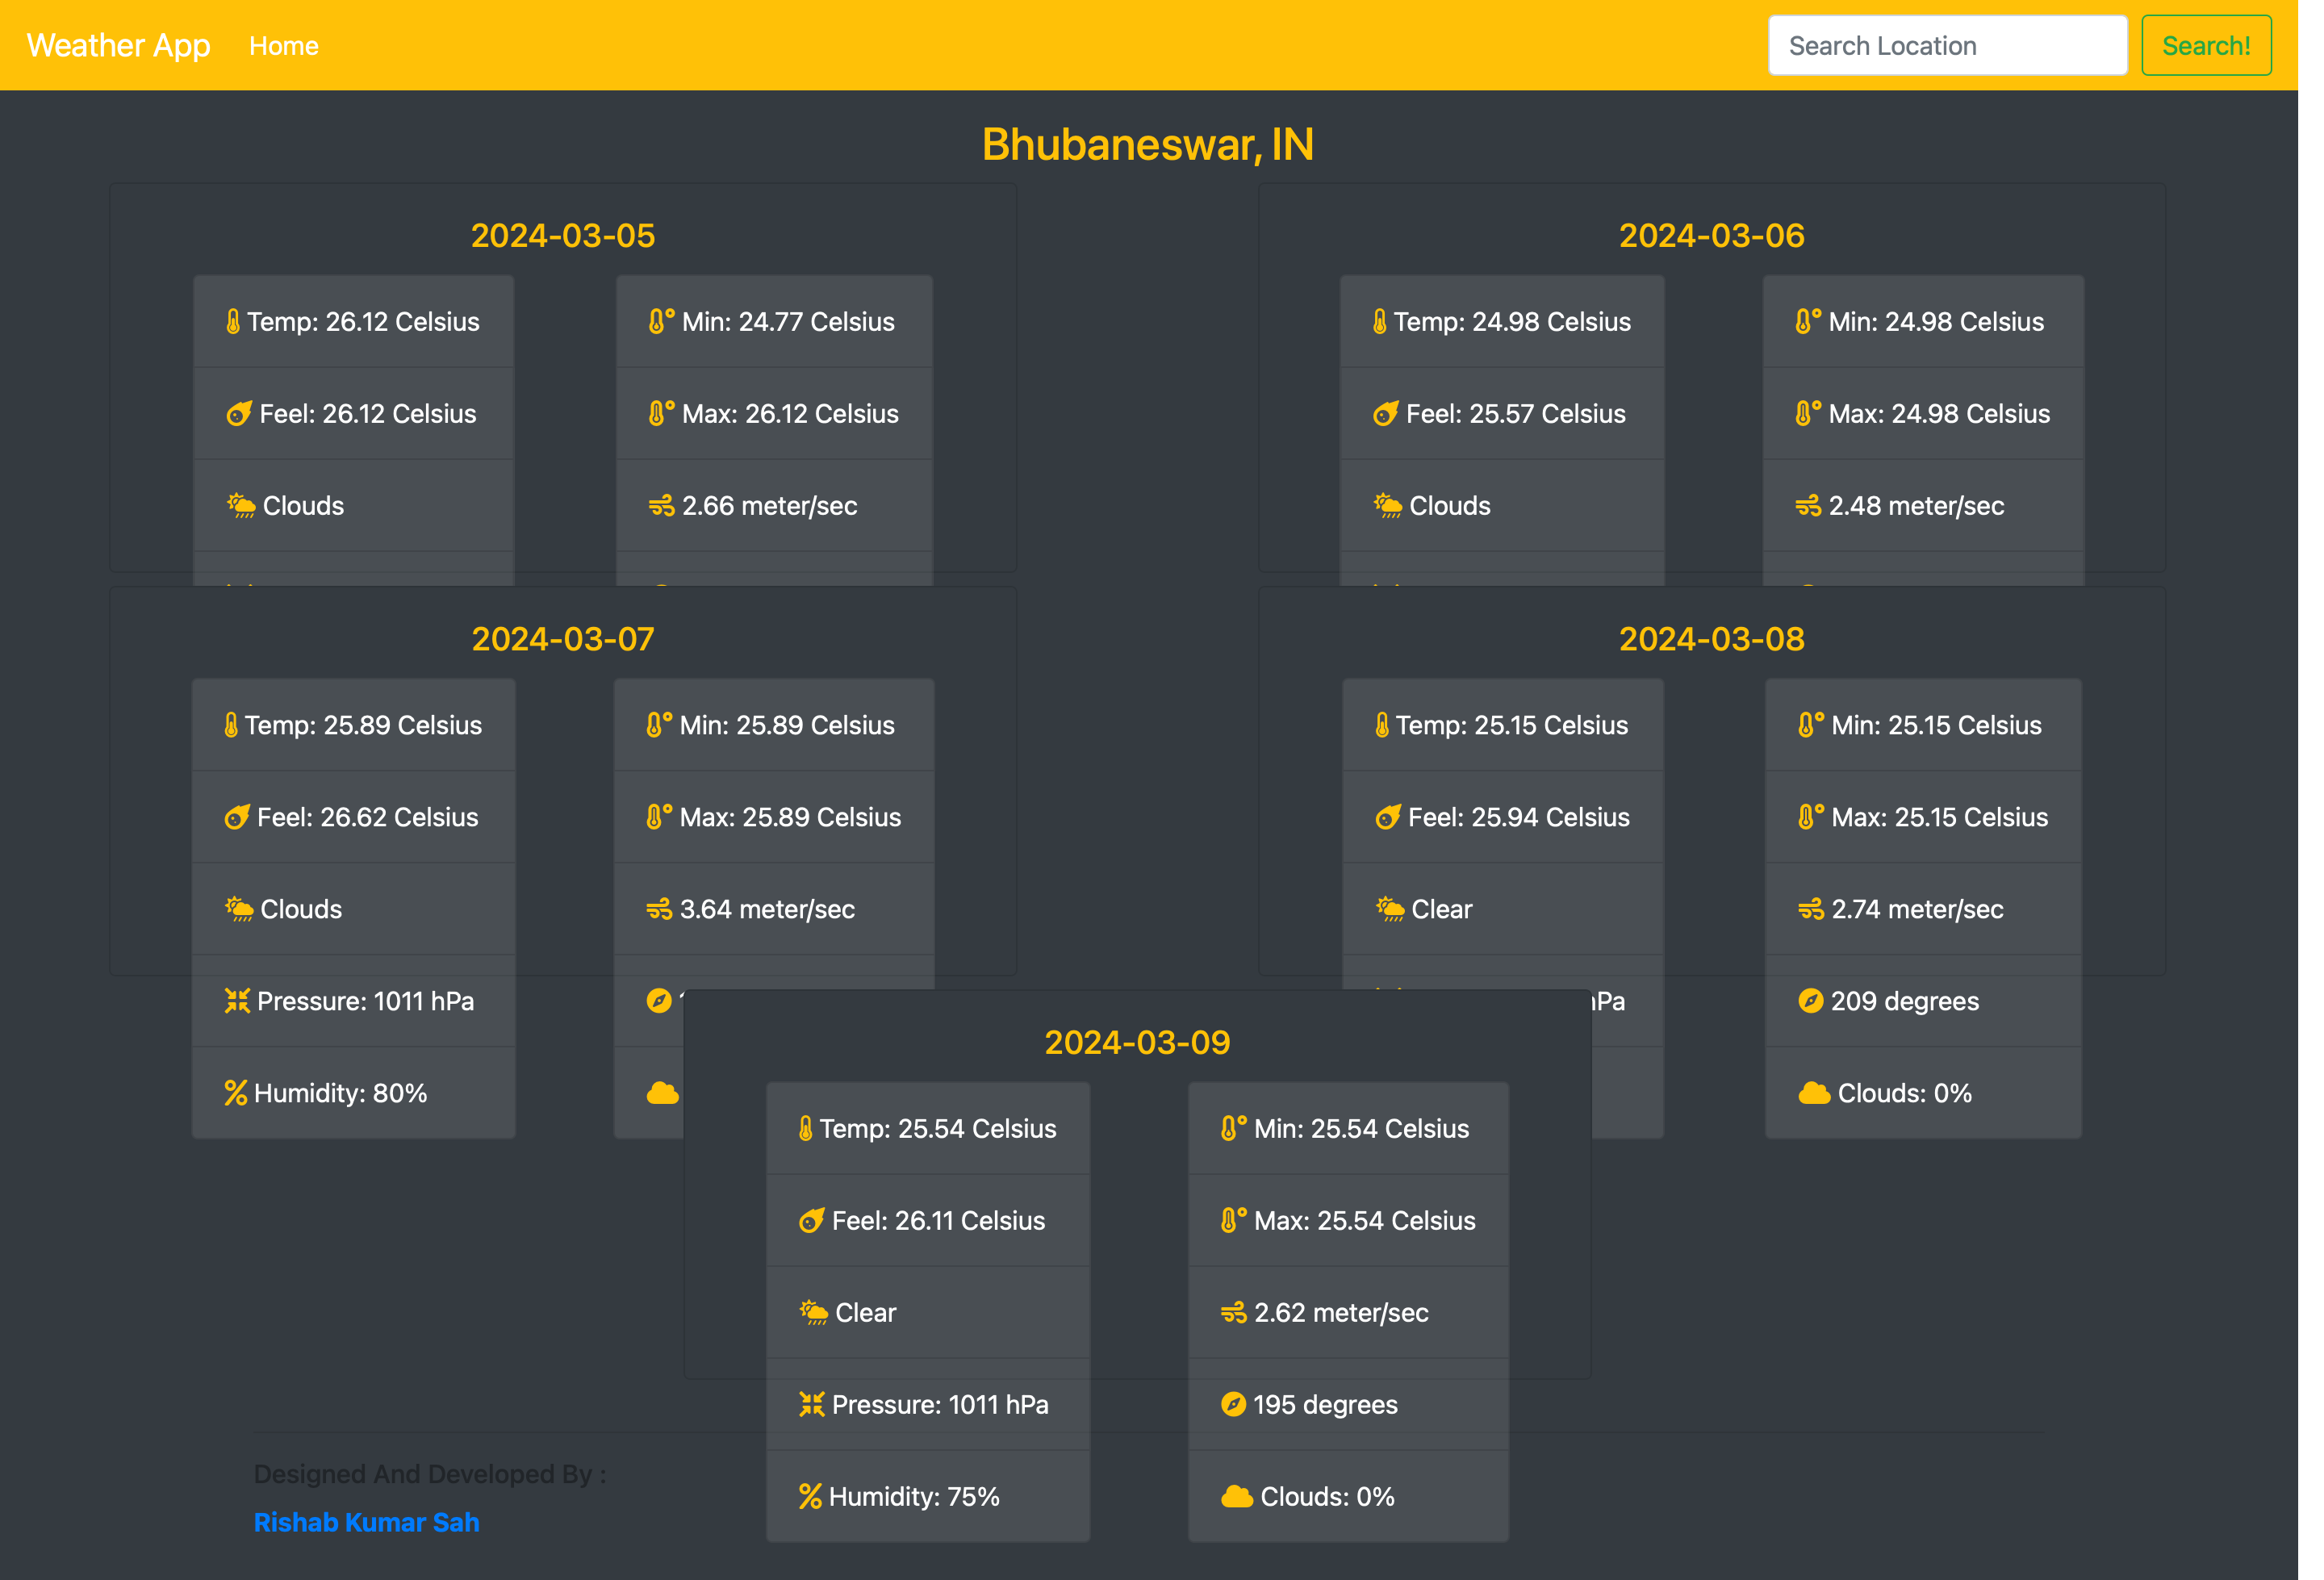 Weather App Home Search Location Search!
Bhubaneswar, IN
2024-03-05
Temp: 26.12 Celsius
Feel: 26.12 Celsius
Clouds
Min: 24.77 Celsius
Max: 26.12 Celsius
2.66 meter/sec
2024-03-06
Temp: 24.98 Celsius
Feel: 25.57 Celsius
Clouds
Min: 24.98 Celsius
Max: 24.98 Celsius
2.48 meter/sec
2024-03-07
Temp: 25.89 Celsius
Feel: 26.62 Celsius
Clouds
Pressure: 1011 hPa
Humidity: 80%
Min: 25.89 Celsius
Max: 25.89 Celsius
3.64 meter/sec
2024-03-08
Temp: 25.15 Celsius
Feel: 25.94 Celsius
Clear
Min: 25.15 Celsius
Max: 25.15 Celsius
2.74 meter/sec
209 degrees
Clouds: 0%
2024-03-09
Temp: 25.54 Celsius
Feel: 26.11 Celsius
Clear
Pressure: 1011 hPa
Humidity: 75%
Min: 25.54 Celsius
Max: 25.54 Celsius
2.62 meter/sec
195 degrees
Clouds: 0%
Designed And Developed By :
Rishab Kumar Sah